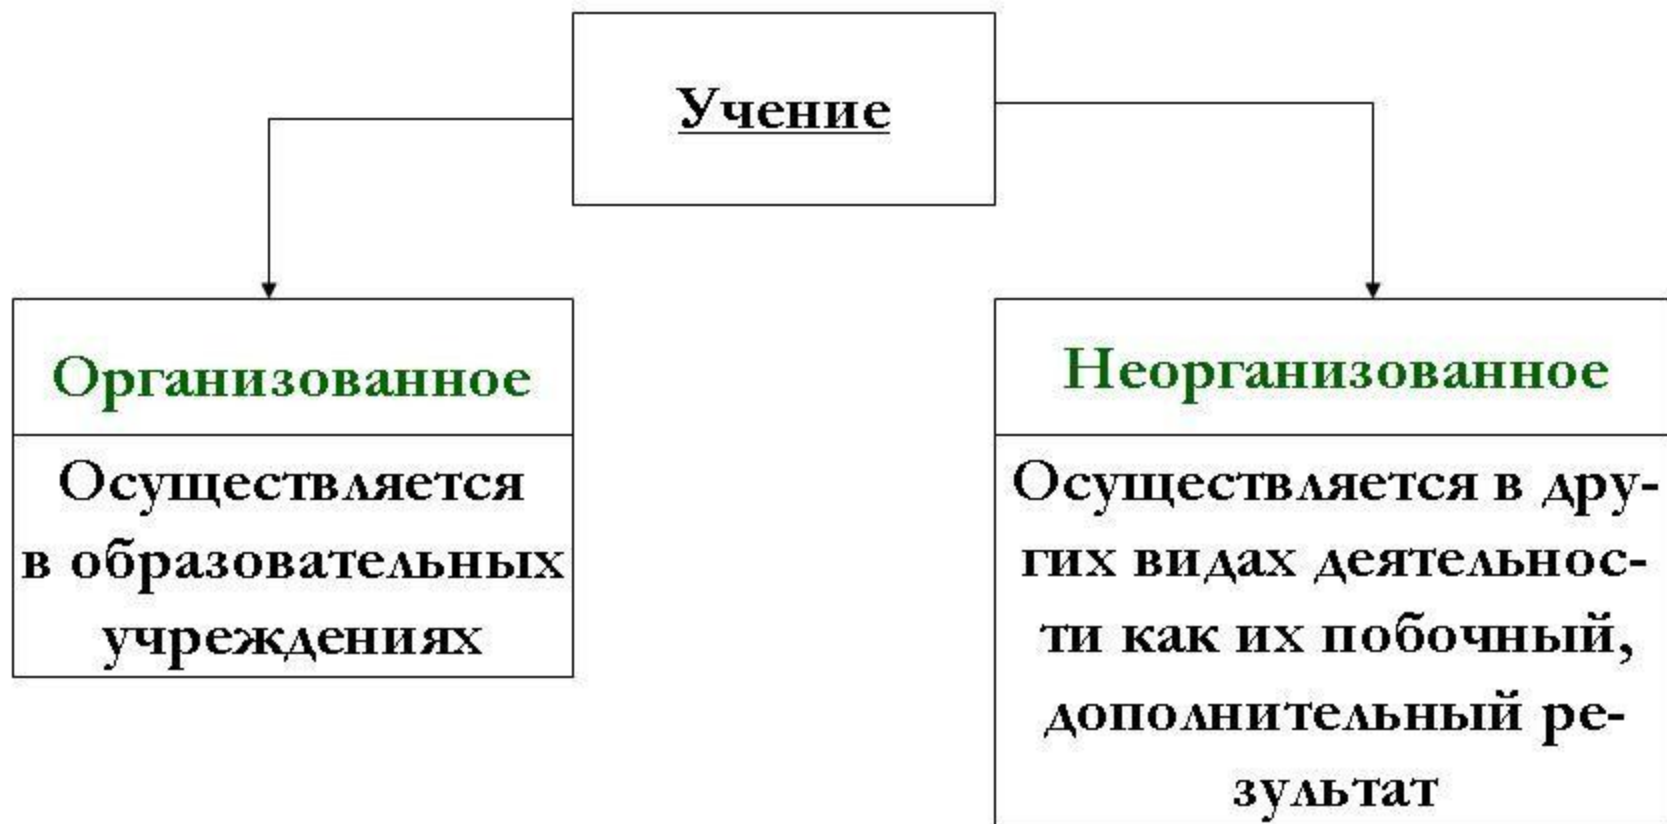 Учение
Организованное
Осуществляется
в образовательных
учреждениях
Неорганизованное
Осуществляется в дру-
гих видах деятельнос-
ти как их побочный,
дополнительный ре-
зультат